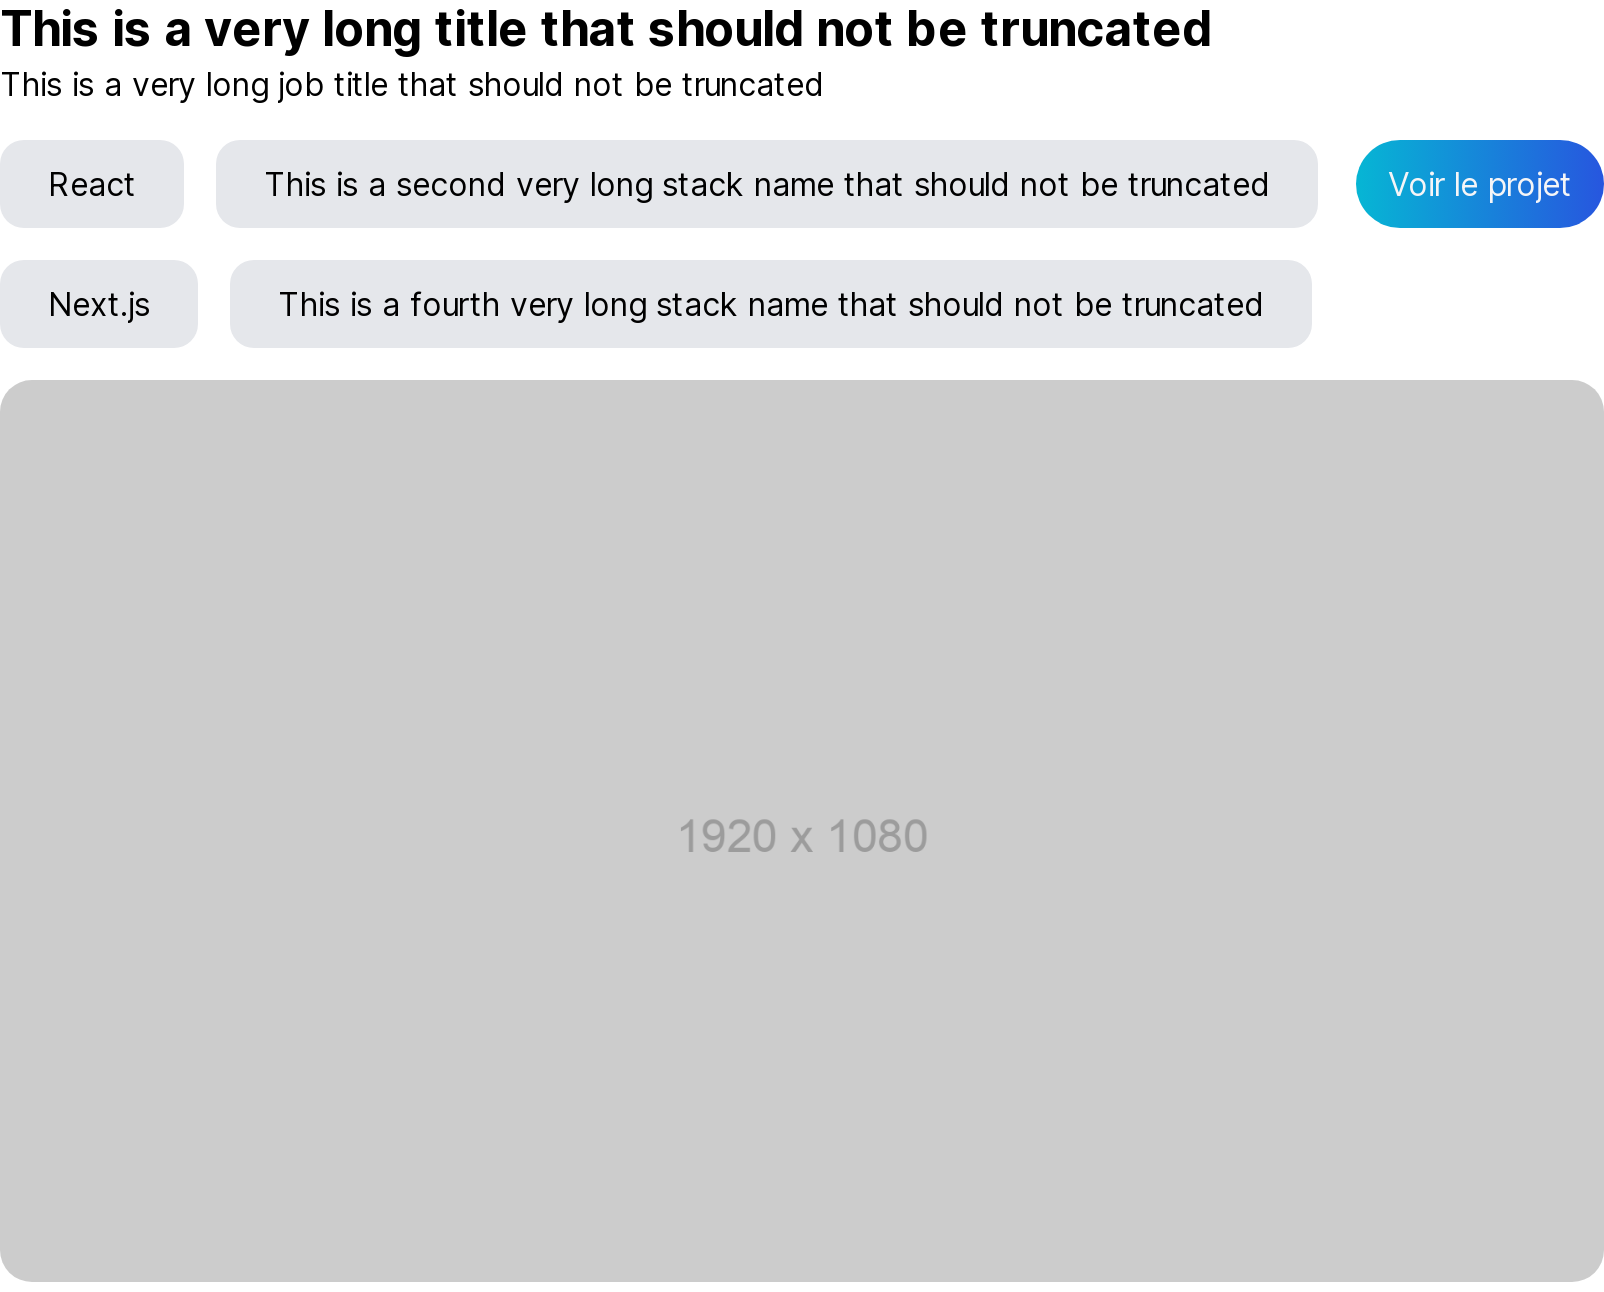 This is a very long title that should not be truncated
This is a very long job title that should not be truncated
React
This is a second very long stack name that should not be truncated
Voir le projet
Next.js
This is a fourth very long stack name that should not be truncated
1920 x 1080